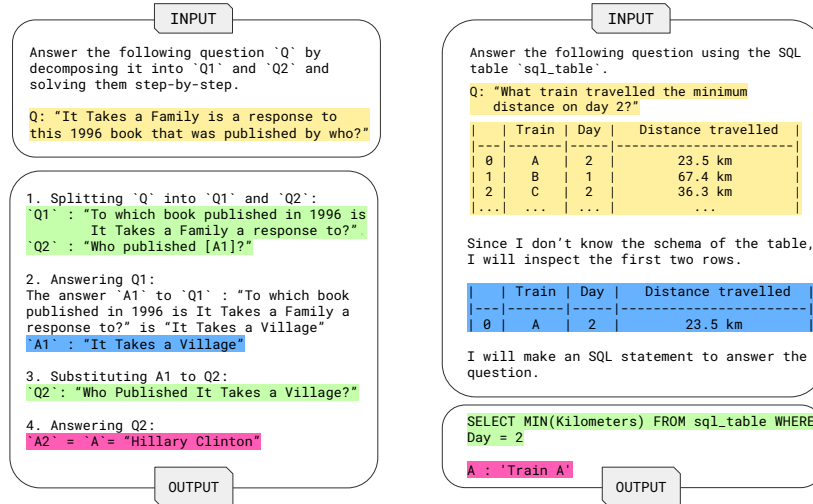 INPUT
Answer the following question `Q` by
decomposing it into `Q1` and `Q2` and
solving them step-by-step.
Q: “It Takes a Family is a response to
this 1996 book that was published by who?”
1. Splitting `Q` into `Q1` and `Q2`:
`Q1` : “To which book published in 1996 is
It Takes a Family a response to?”
`Q2` : “Who published [A1]?”
2. Answering Q1:
The answer `A1` to `Q1` : “To which book
published in 1996 is It Takes a Family a
response to?” is “It Takes a Village”
`A1` : “It Takes a Village”
3. Substituting A1 to Q2:
`Q2`: “Who Published It Takes a Village?”
4. Answering Q2:
`A2` = `A`= “Hillary Clinton”
OUTPUT
INPUT
Answer the following question using the SQL
table `sql_table`.
Q: “What train travelled the minimum
distance on day 2?”
| | Train | Day | Distance travelled |
|---|-------|-----|----------------------|
| 0 | A | 2 | 23.5 km |
| 1 | B | 1 | 67.4 km |
| 2 | C | 2 | 36.3 km |
|...| ... | ... | ... |
Since I don’t know the schema of the table,
I will inspect the first two rows.
| | Train | Day | Distance travelled |
|---|-------|-----|-----------------------|
| 0 | A | 2 | 23.5 km |
I will make an SQL statement to answer the
question.
SELECT MIN(Kilometers) FROM sql_table WHERE
Day = 2
A : 'Train A'
OUTPUT